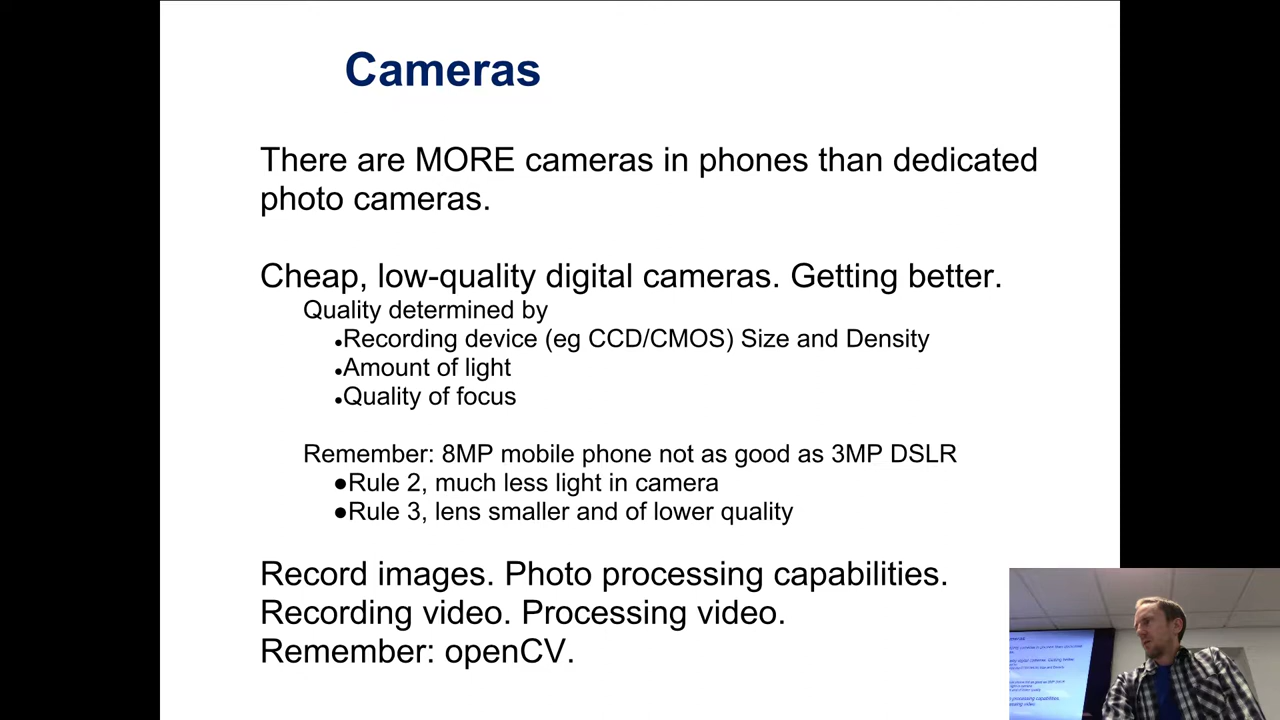 Cameras
There are MORE cameras in phones than dedicated
photo cameras.
Cheap, low-quality digital cameras. Getting better.
Quality determined by
●Recording device (eg CCD/CMOS) Size and Density
●Amount of light
●Quality of focus
Remember: 8MP mobile phone not as good as 3MP DSLR
●Rule 2, much less light in camera
●Rule 3, lens smaller and of lower quality
Record images. Photo processing capabilities.
Recording video. Processing video.
Remember: openCV.